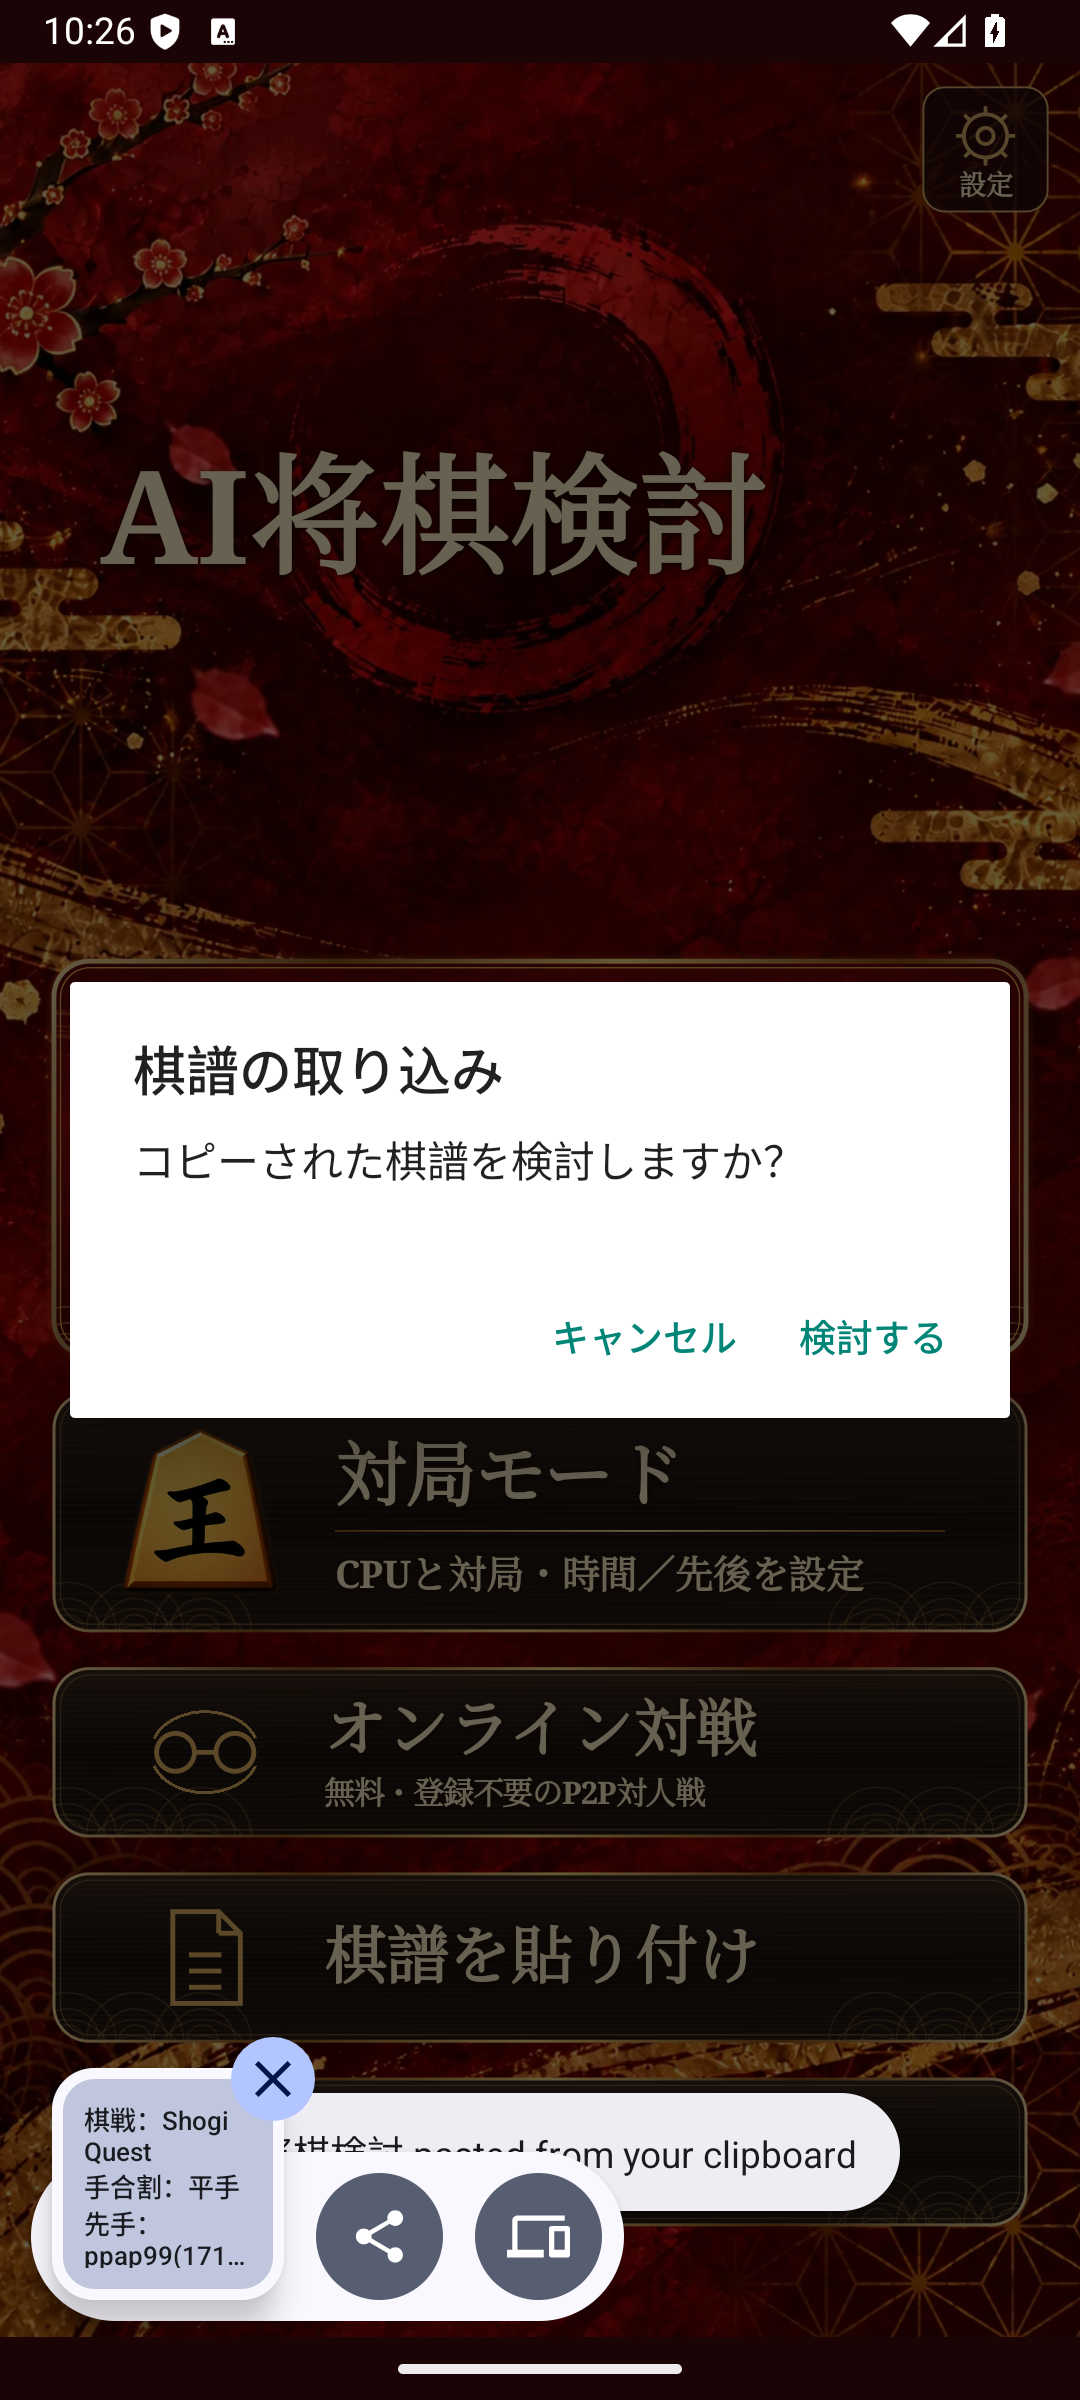 10:26
設定
AI将棋検討
棋譜の取り込み
コピーされた棋譜を検討しますか?
キャンセル 検討する
対局モード
CPUと対局・時間／先後を設定
オンライン対戦
無料・登録不要のP2P対人戦
棋譜を貼り付け
棋戦：Shogi
Quest
手合割：平手
先手：
ppap99(171...
将棋検討 pasted from your clipboard